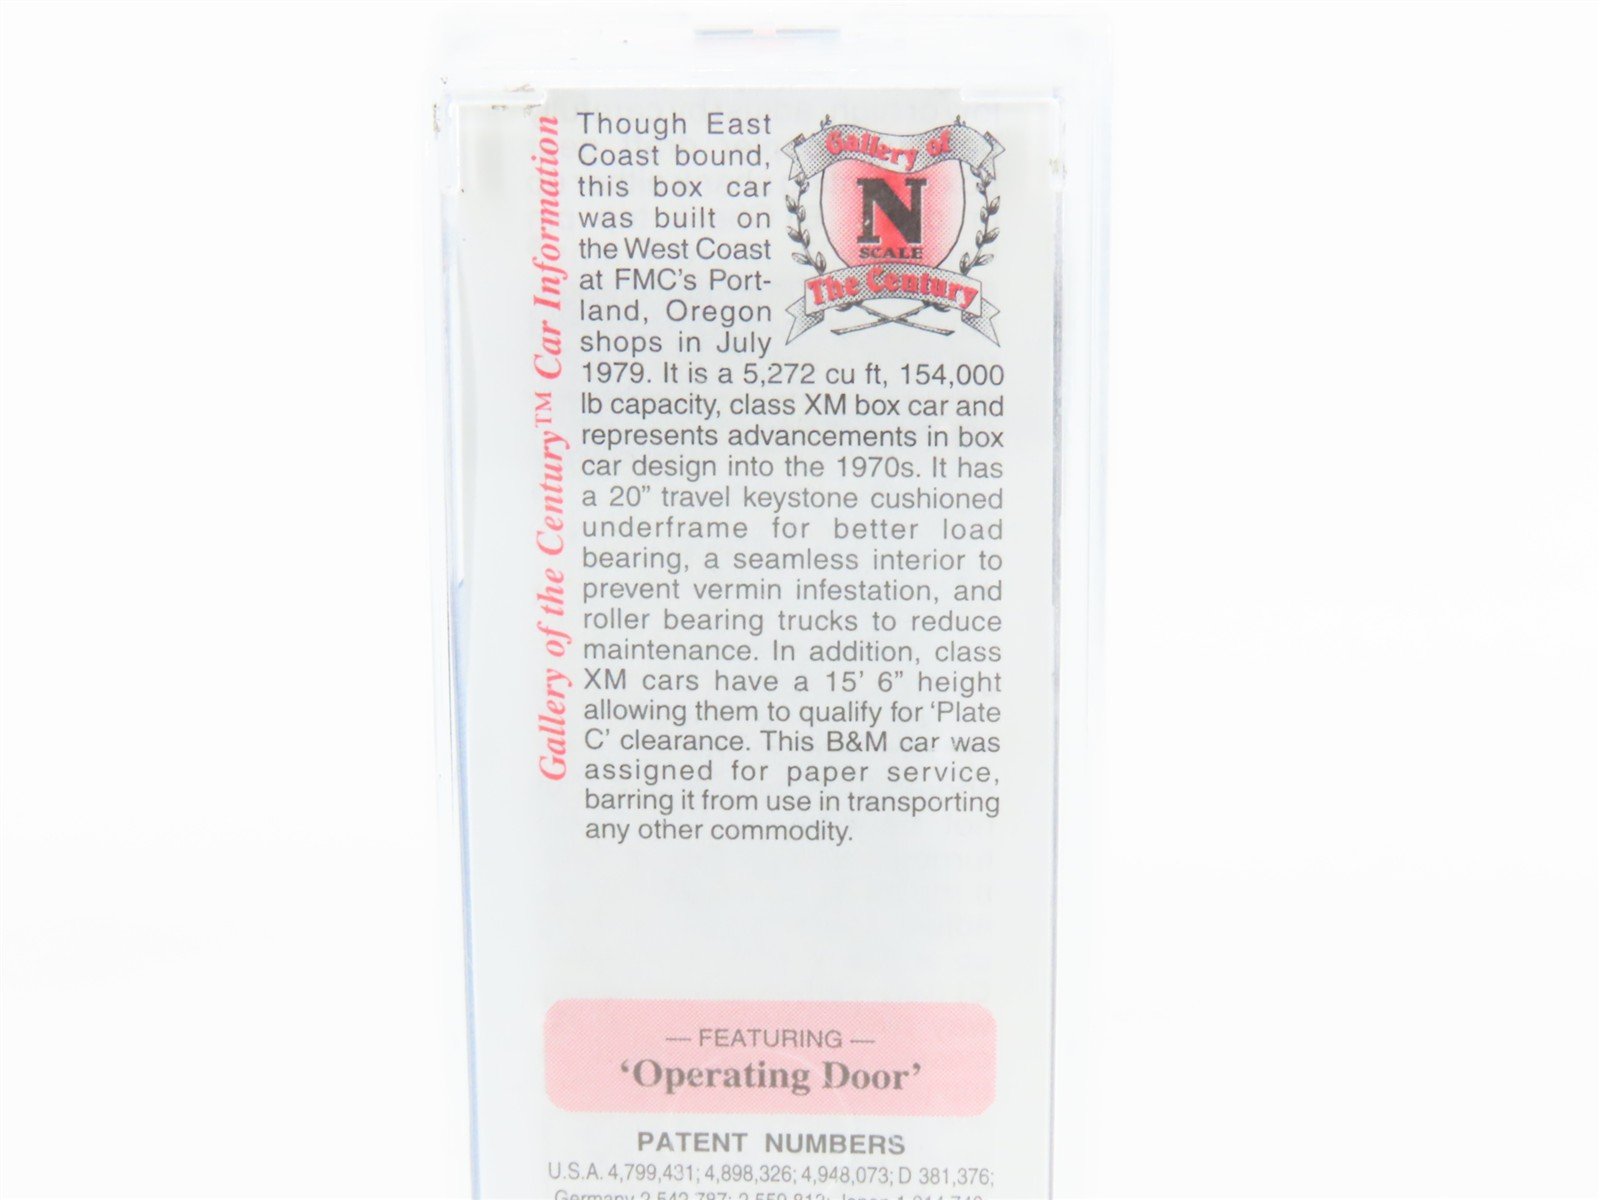 Gallery of the Century™ Car Information
Though East
Coast bound,
this box car
was built on
the West Coast
at FMC's Port-
land, Oregon
shops in July
1979. It is a 5,272 cu ft, 154,000
lb capacity, class XM box car and
represents advancements in box
car design into the 1970s. It has
a 20” travel keystone cushioned
underframe for better load
bearing, a seamless interior to
prevent vermin infestation, and
roller bearing trucks to reduce
maintenance. In addition, class
XM cars have a 15’ 6” height
allowing them to qualify for ‘Plate
C’ clearance. This B&M car was
assigned for paper service,
barring it from use in transporting
any other commodity.
Gallery of
N
SCALE
The Century
— FEATURING —
‘Operating Door’
PATENT NUMBERS
U.S.A. 4,799,431; 4,898,326; 4,948,073; D 381,376;
Germany